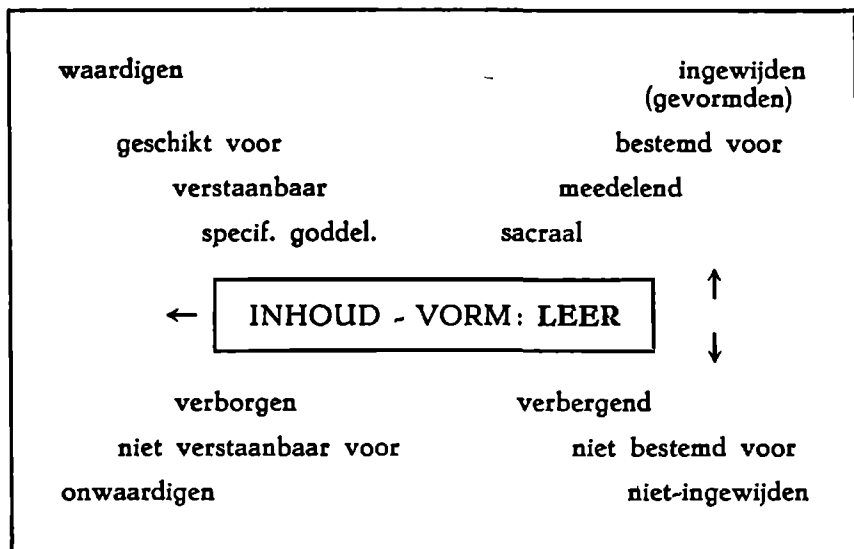 waardigen ingewijden
(gevormden)
geschikt voor bestemd voor
verstaanbaar meedelend
specif. goddel. sacraal
↑
← INHOUD - VORM: LEER
↓
verborgen verbergend
niet verstaanbaar voor niet bestemd voor
onwaardigen niet-ingewijden